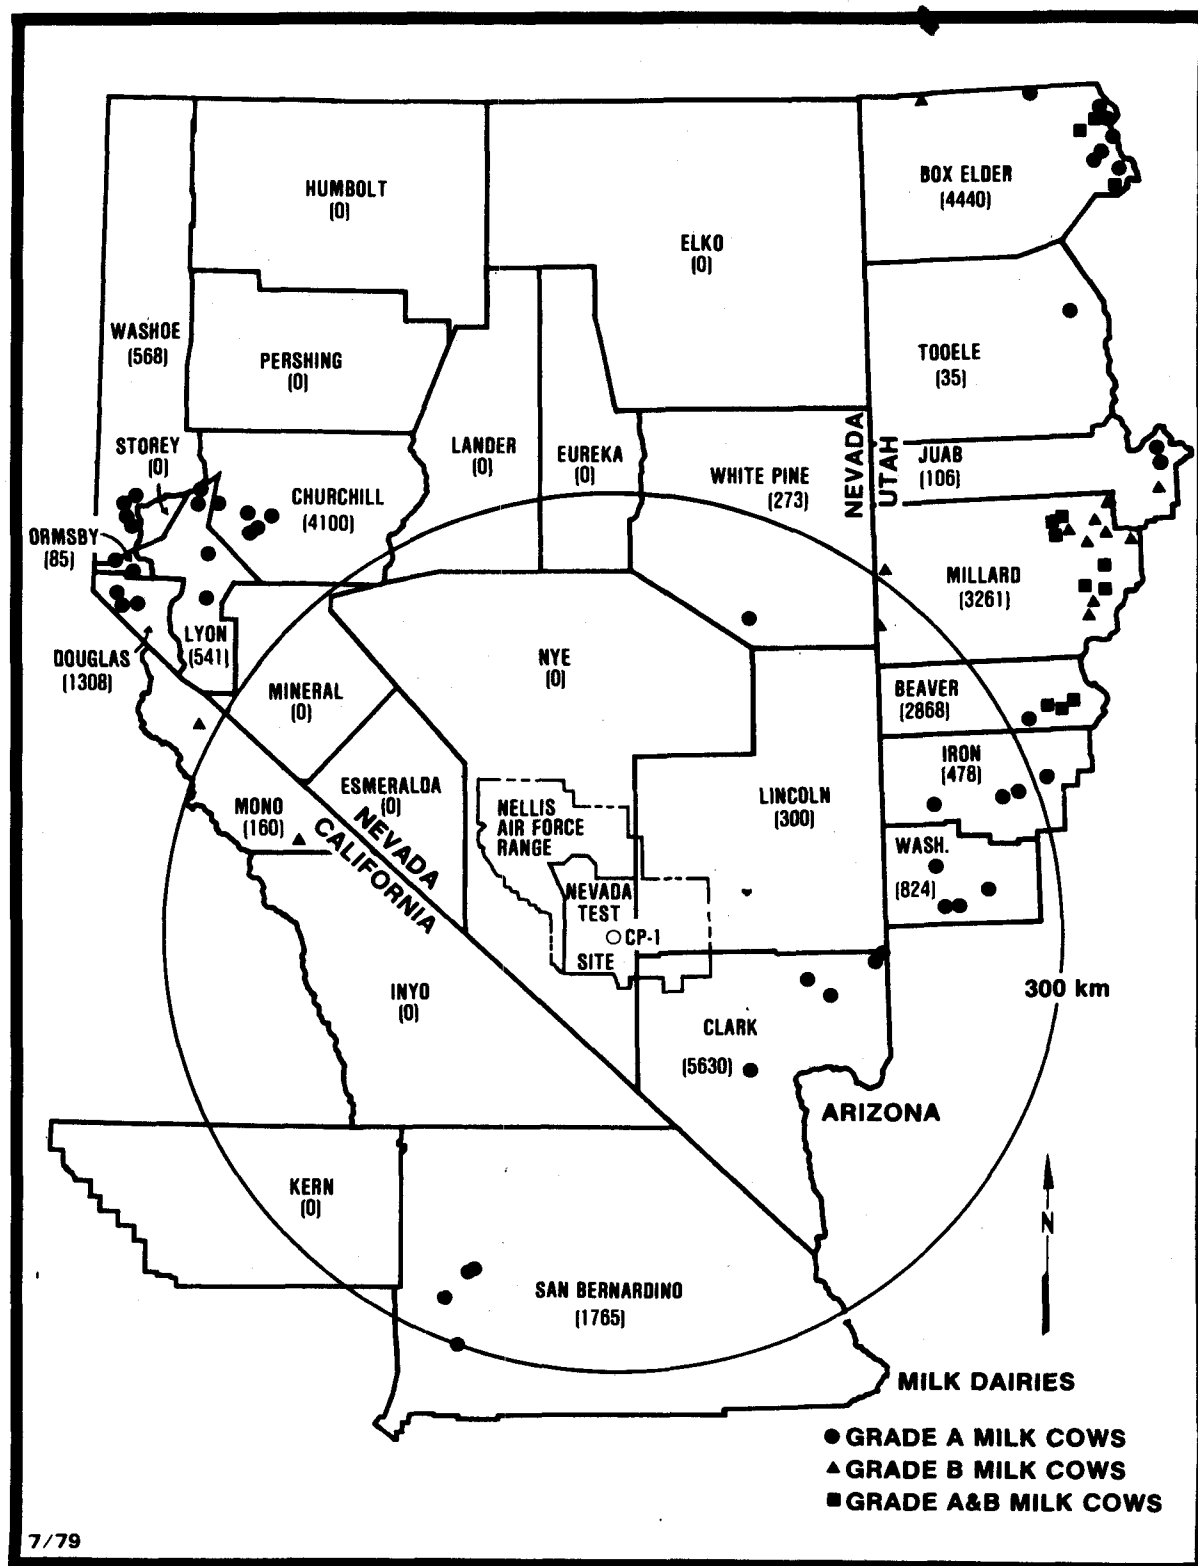 HUMBOLT
(0)
ELKO
(0)
BOX ELDER
(4440)
WASHOE
(568)
PERSHING
(0)
TOOELE
(35)
STOREY
(0)
LANDER
(0)
EUREKA
(0)
WHITE PINE
(273)
NEVADA
UTAH
JUAB
(106)
CHURCHILL
(4100)
ORMSBY
(85)
MILLARD
(3261)
DOUGLAS
(1308)
LYON
(541)
NYE
(0)
MINERAL
(0)
BEAVER
(2868)
IRON
(478)
ESMERALDA
(0)
MONO
(160)
NEVADA
CALIFORNIA
NELLIS
AIR FORCE
RANGE
LINCOLN
(300)
WASH.
(824)
NEVADA
TEST
CP-1
SITE
INYO
(0)
300 km
CLARK
(5630)
ARIZONA
KERN
(0)
N
SAN BERNARDINO
(1765)
MILK DAIRIES
GRADE A MILK COWS
GRADE B MILK COWS
GRADE A&B MILK COWS
7/79